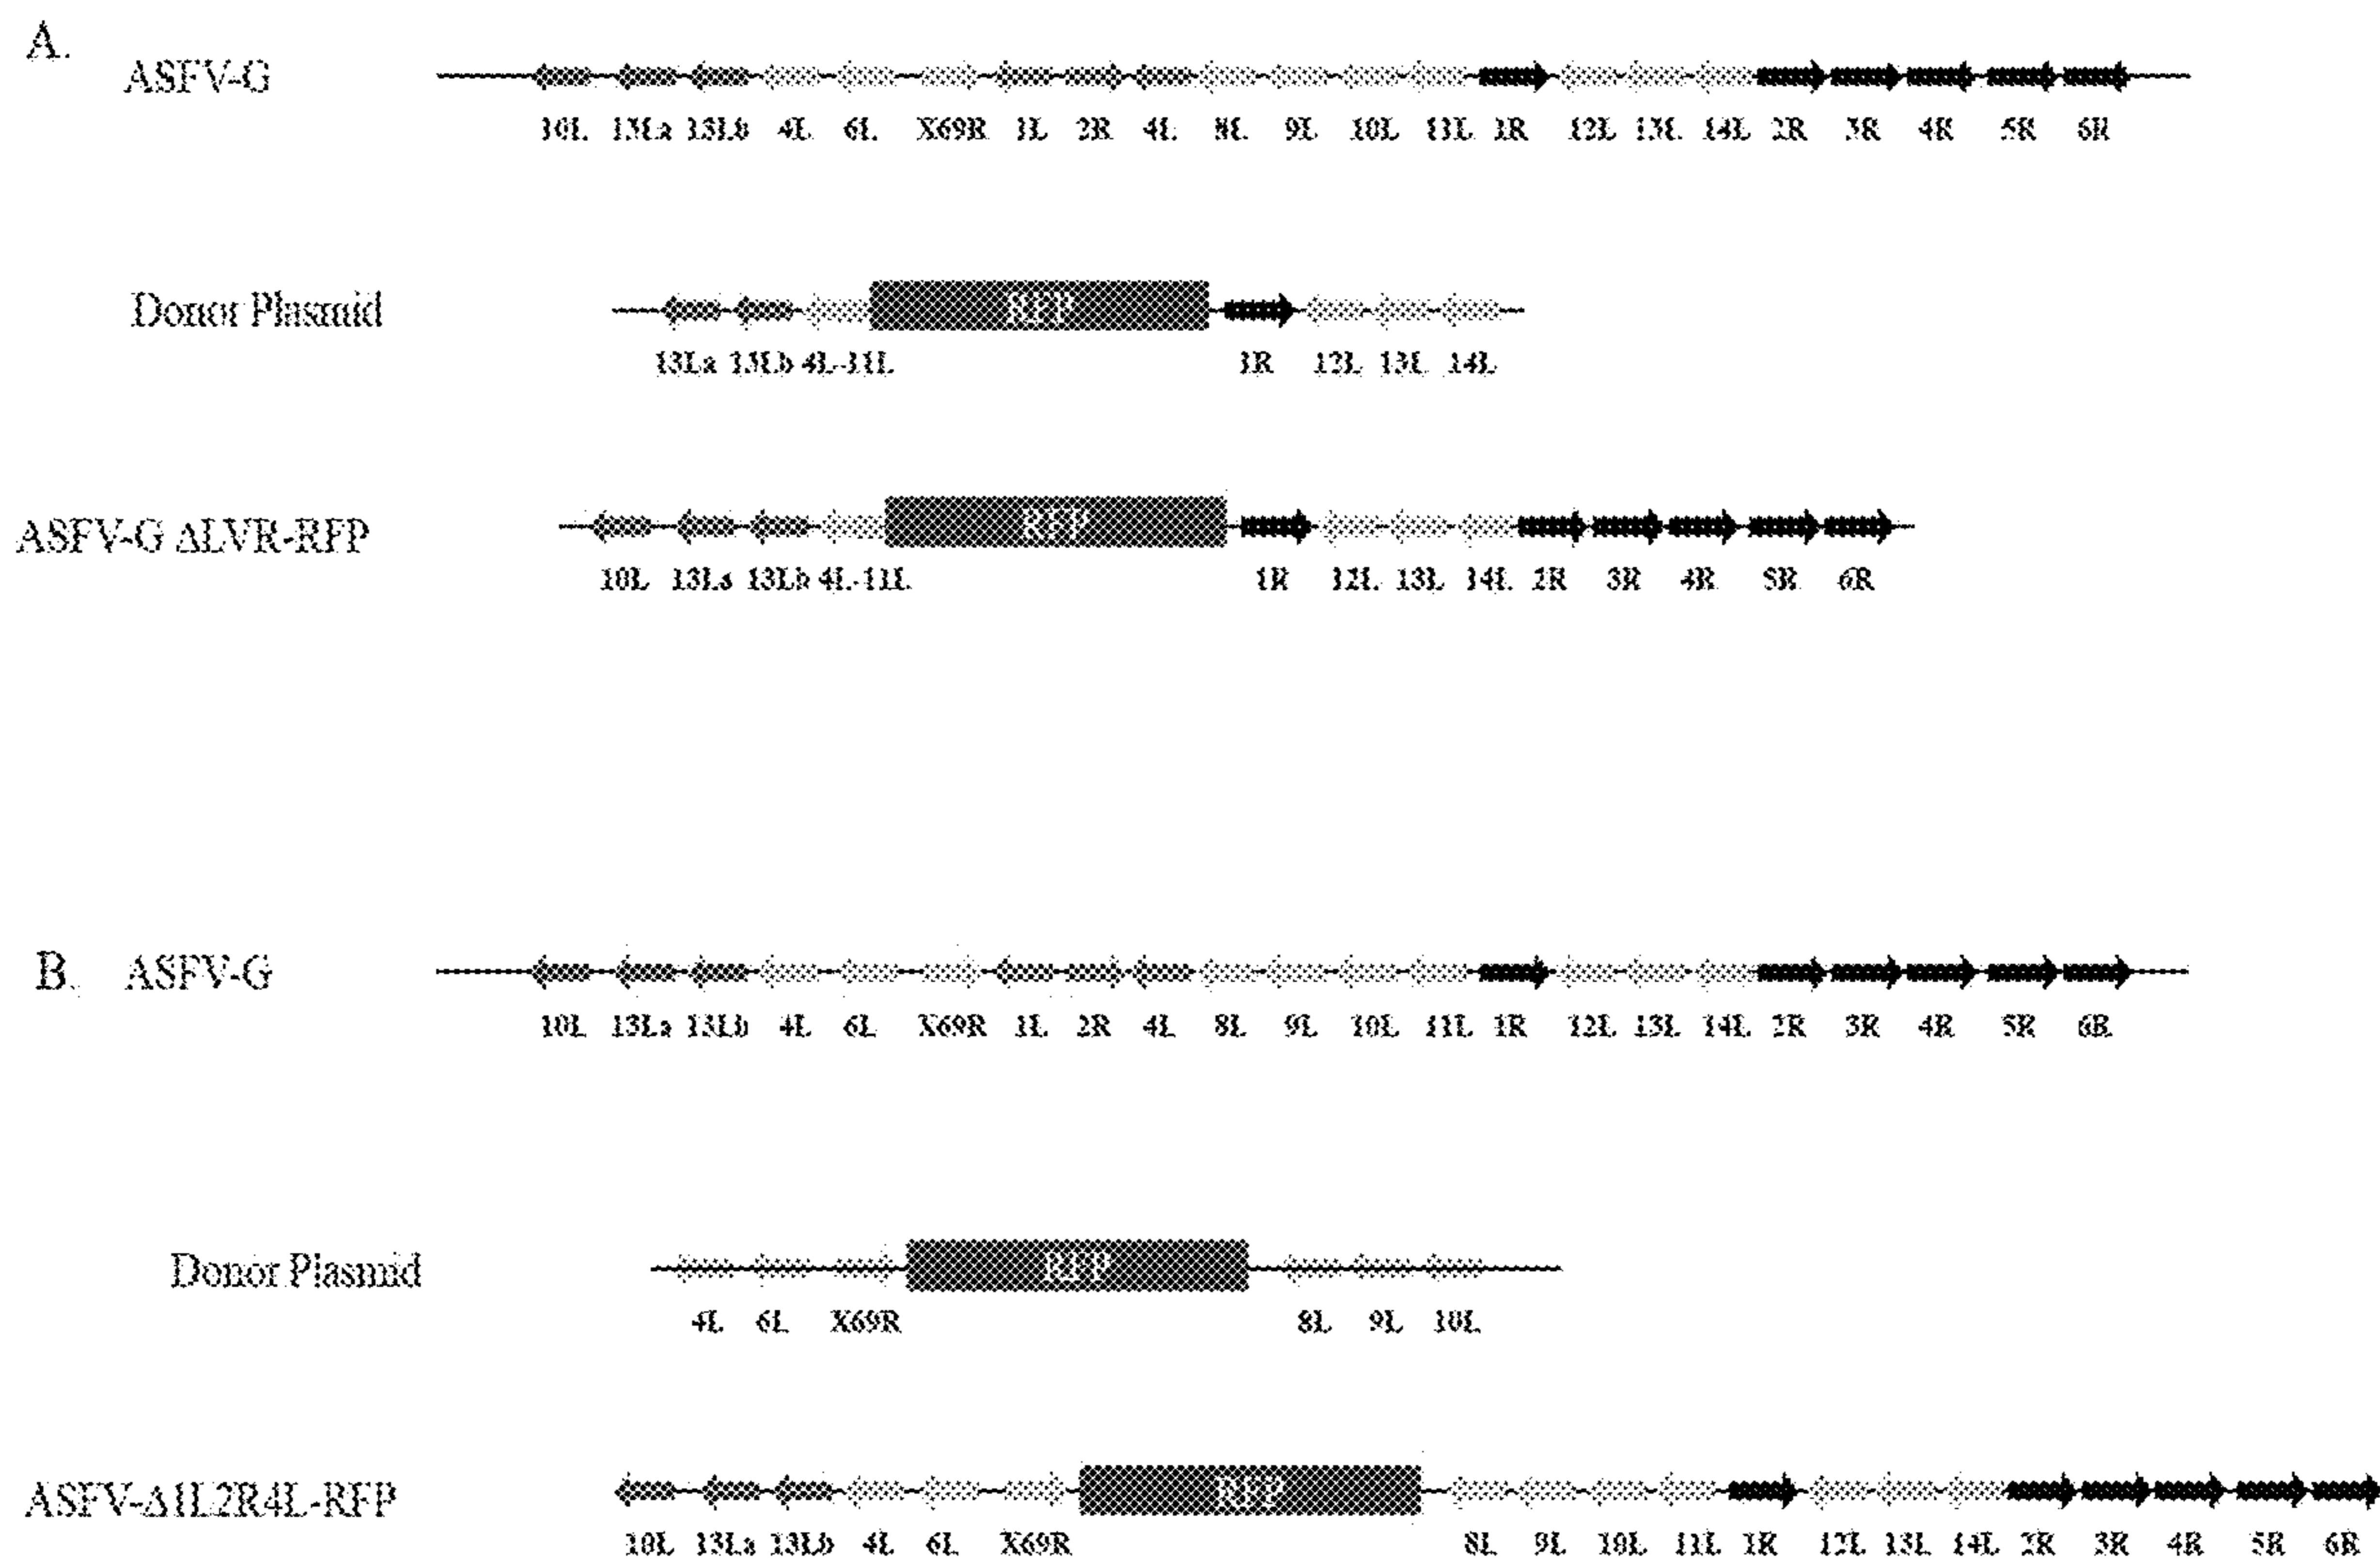 A.
ASFV-G
10L 13La 13Lb 4L 6L X69R 1L 2R 4L 8L 9L 10L 11L 1R 12L 13L 14L 2R 3R 4R 5R 6R
Donor Plasmid
RFP
13La 13Lb 4L-11L 1R 12L 13L 14L
ASFV-G ΔLVR-RFP
RFP
10L 13La 13Lb 4L-11L 1R 12L 13L 14L 2R 3R 4R 5R 6R
B. ASFV-G
10L 13La 13Lb 4L 6L X69R 1L 2R 4L 8L 9L 10L 11L 1R 12L 13L 14L 2R 3R 4R 5R 6R
Donor Plasmid
RFP
4L 6L X69R 8L 9L 10L
ASFV-Δ1L2R4L-RFP
RFP
10L 13La 13Lb 4L 6L X69R 8L 9L 10L 11L 1R 12L 13L 14L 2R 3R 4R 5R 6R